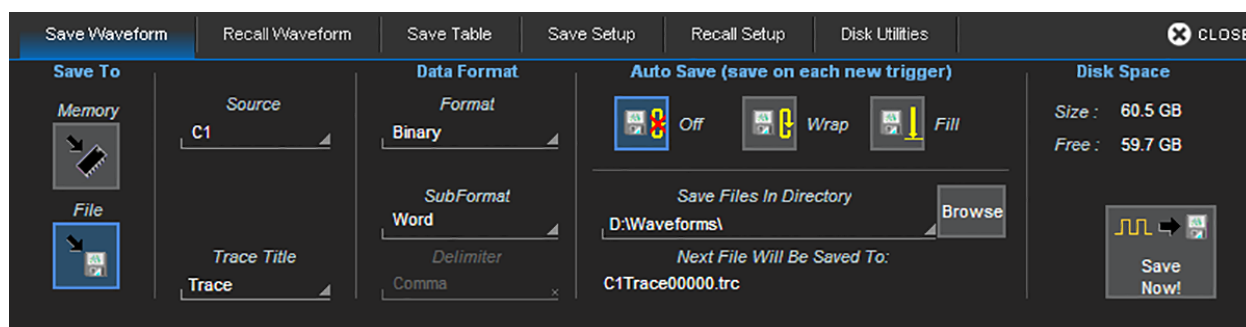 Save Waveform
Recall Waveform
Save Table
Save Setup
Recall Setup
Disk Utilities
CLOSE
Save To
Memory
File
Source
C1
Trace Title
Trace
Data Format
Format
Binary
SubFormat
Word
Delimiter
Comma
Auto Save (save on each new trigger)
Off
Wrap
Fill
Save Files In Directory
D:\Waveforms\
Browse
Next File Will Be Saved To:
C1Trace00000.trc
Disk Space
Size : 60.5 GB
Free : 59.7 GB
Save
Now!